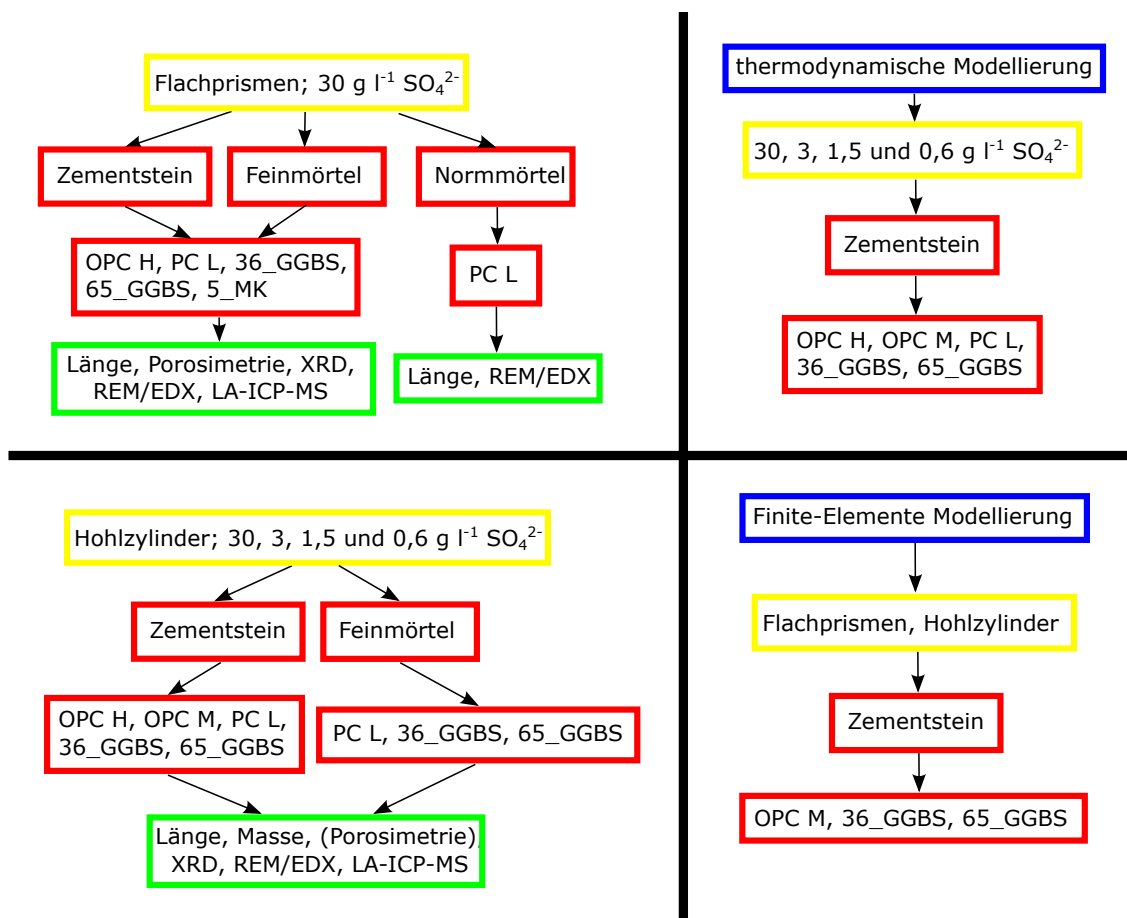 Flachprismen; 30 g l⁻¹ SO₄²⁻
Zementstein
Feinmörtel
Normmörtel
OPC H, PC L, 36_GGBS,
65_GGBS, 5_MK
PC L
Länge, Porosimetrie, XRD,
REM/EDX, LA-ICP-MS
Länge, REM/EDX
thermodynamische Modellierung
30, 3, 1,5 und 0,6 g l⁻¹ SO₄²⁻
Zementstein
OPC H, OPC M, PC L,
36_GGBS, 65_GGBS
Hohlzylinder; 30, 3, 1,5 und 0,6 g l⁻¹ SO₄²⁻
Zementstein
Feinmörtel
OPC H, OPC M, PC L,
36_GGBS, 65_GGBS
PC L, 36_GGBS, 65_GGBS
Länge, Masse, (Porosimetrie),
XRD, REM/EDX, LA-ICP-MS
Finite-Elemente Modellierung
Flachprismen, Hohlzylinder
Zementstein
OPC M, 36_GGBS, 65_GGBS